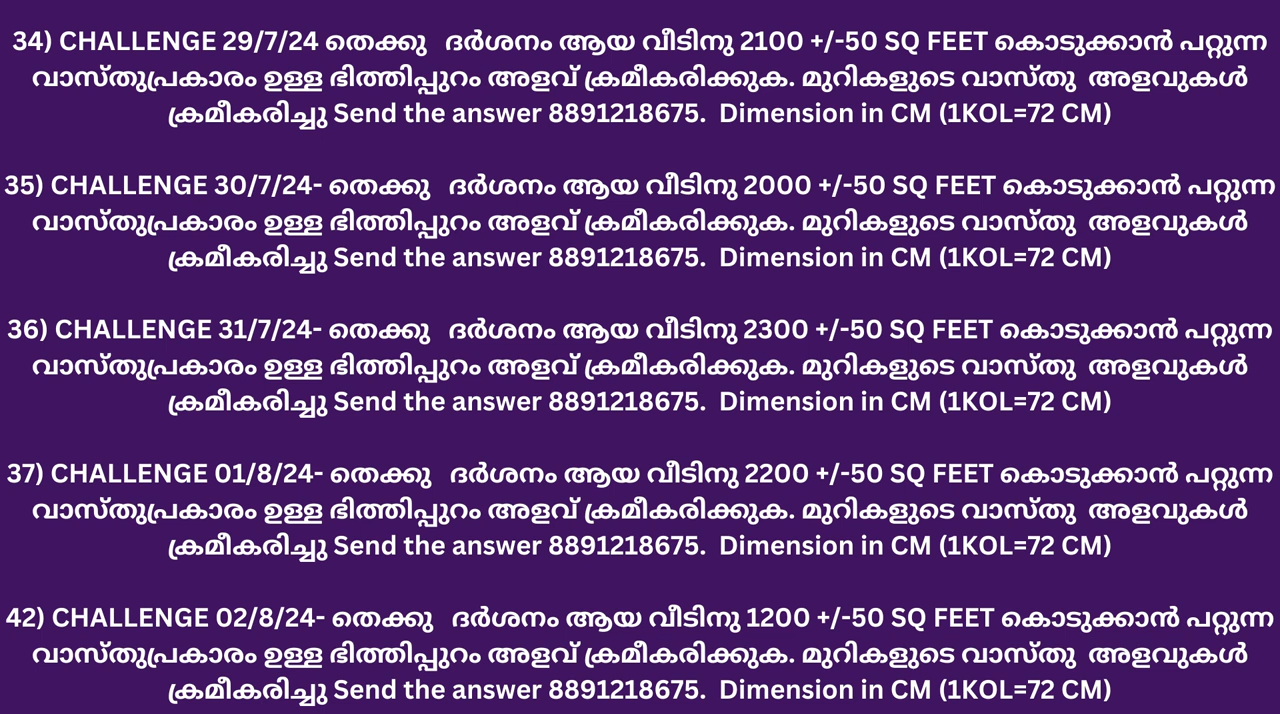 34) CHALLENGE 29/7/24 തെക്കു ദർശനം ആയ വീടിനു 2100 +/-50 SQ FEET കൊടുക്കാൻ പറ്റുന്ന
വാസ്തുപ്രകാരം ഉള്ള ഭിത്തിപ്പുറം അളവ് ക്രമീകരിക്കുക. മുറികളുടെ വാസ്തു അളവുകൾ
ക്രമീകരിച്ചു Send the answer 8891218675. Dimension in CM (1KOL=72 CM)
35) CHALLENGE 30/7/24- തെക്കു ദർശനം ആയ വീടിനു 2000 +/-50 SQ FEET കൊടുക്കാൻ പറ്റുന്ന
വാസ്തുപ്രകാരം ഉള്ള ഭിത്തിപ്പുറം അളവ് ക്രമീകരിക്കുക. മുറികളുടെ വാസ്തു അളവുകൾ
ക്രമീകരിച്ചു Send the answer 8891218675. Dimension in CM (1KOL=72 CM)
36) CHALLENGE 31/7/24- തെക്കു ദർശനം ആയ വീടിനു 2300 +/-50 SQ FEET കൊടുക്കാൻ പറ്റുന്ന
വാസ്തുപ്രകാരം ഉള്ള ഭിത്തിപ്പുറം അളവ് ക്രമീകരിക്കുക. മുറികളുടെ വാസ്തു അളവുകൾ
ക്രമീകരിച്ചു Send the answer 8891218675. Dimension in CM (1KOL=72 CM)
37) CHALLENGE 01/8/24- തെക്കു ദർശനം ആയ വീടിനു 2200 +/-50 SQ FEET കൊടുക്കാൻ പറ്റുന്ന
വാസ്തുപ്രകാരം ഉള്ള ഭിത്തിപ്പുറം അളവ് ക്രമീകരിക്കുക. മുറികളുടെ വാസ്തു അളവുകൾ
ക്രമീകരിച്ചു Send the answer 8891218675. Dimension in CM (1KOL=72 CM)
42) CHALLENGE 02/8/24- തെക്കു ദർശനം ആയ വീടിനു 1200 +/-50 SQ FEET കൊടുക്കാൻ പറ്റുന്ന
വാസ്തുപ്രകാരം ഉള്ള ഭിത്തിപ്പുറം അളവ് ക്രമീകരിക്കുക. മുറികളുടെ വാസ്തു അളവുകൾ
ക്രമീകരിച്ചു Send the answer 8891218675. Dimension in CM (1KOL=72 CM)